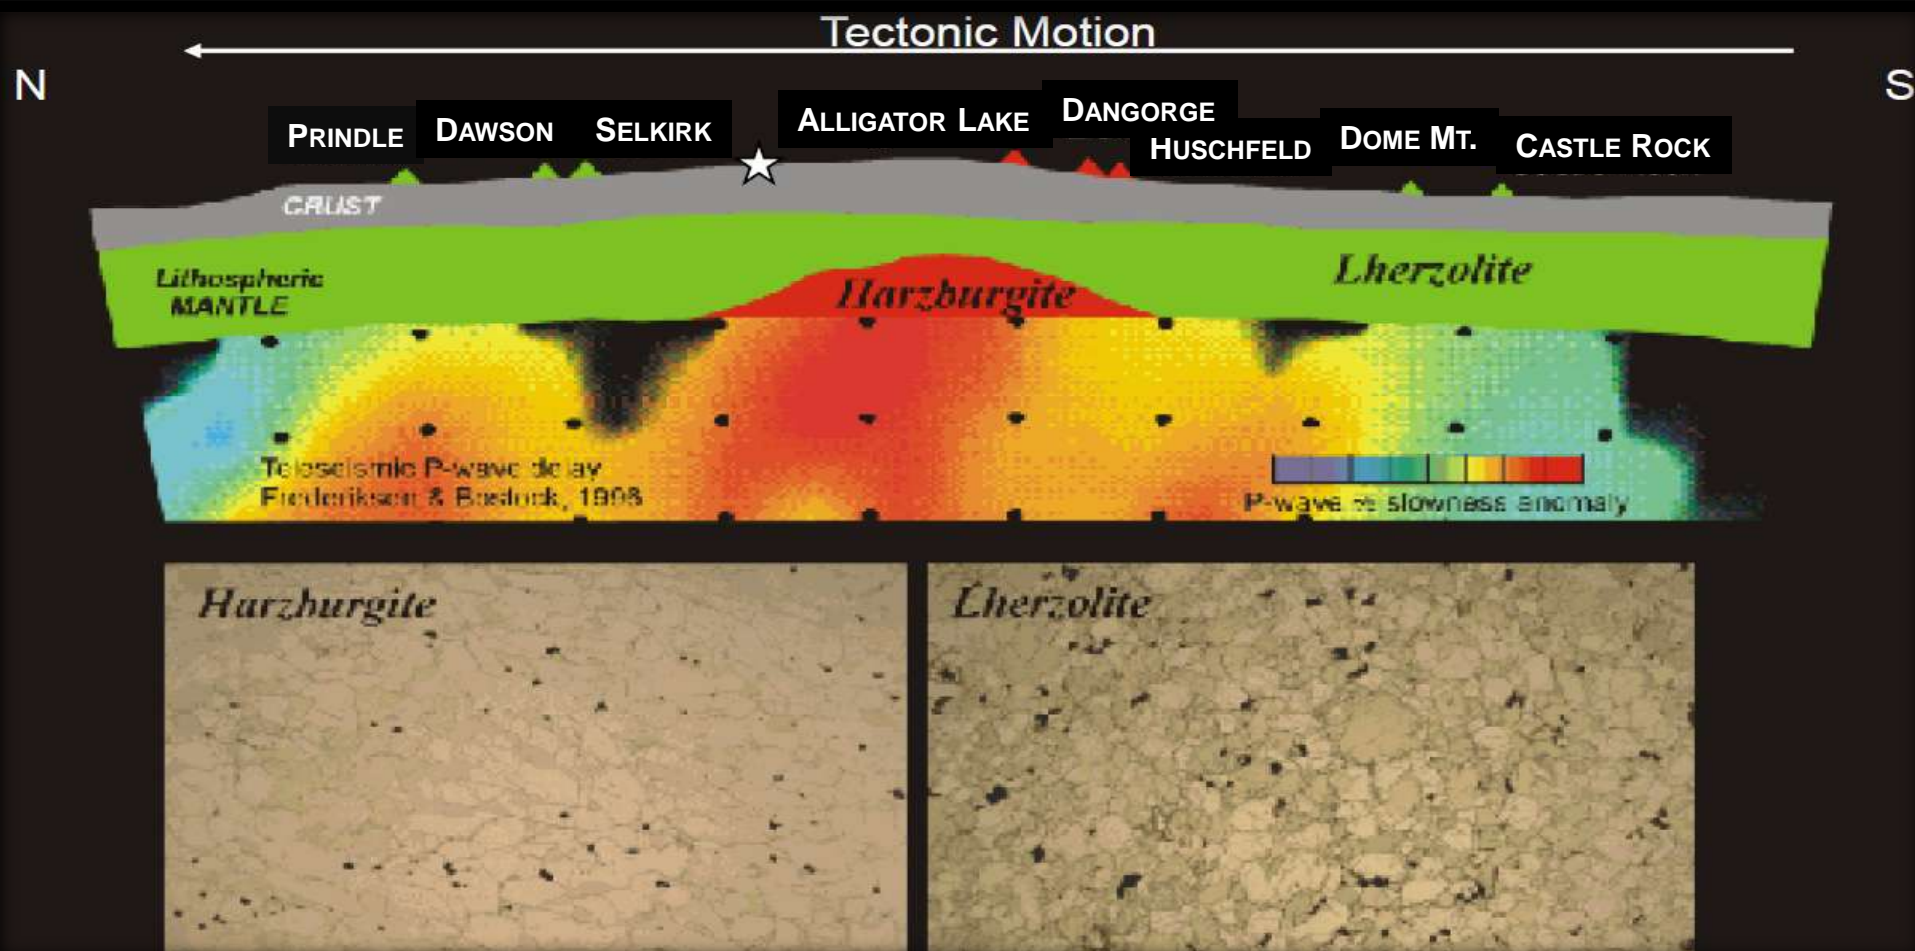 Tectonic Motion
N
S
PRINDLE
DAWSON
SELKIRK
ALLIGATOR LAKE
DANGORGE
HUSCHFELD
DOME MT.
CASTLE ROCK
CRUST
Lithospheric
MANTLE
Harzburgite
Lherzolite
Teleseismic P-wave delay
Frederiksen & Bostock, 1998
P-wave % slowness anomaly
Harzburgite
Lherzolite